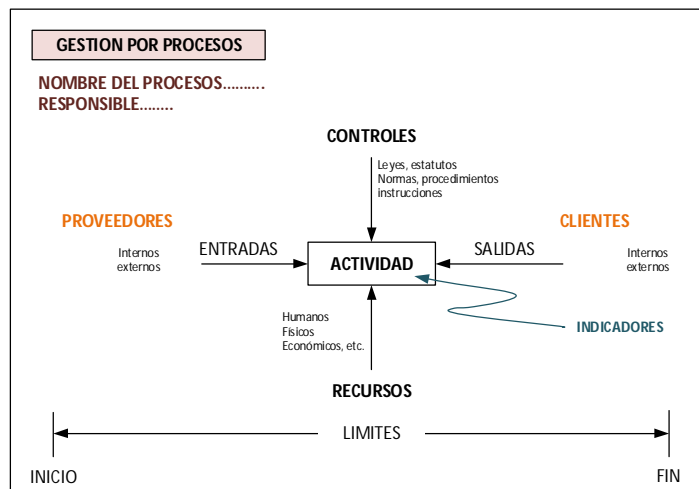 GESTION POR PROCESOS
NOMBRE DEL PROCESOS..........
RESPONSIBLE........
CONTROLES
Leyes, estatutos
Normas, procedimientos
instrucciones
PROVEEDORES
CLIENTES
Internos
externos
ENTRADAS
ACTIVIDAD
SALIDAS
Internos
externos
Humanos
Físicos
Económicos, etc.
INDICADORES
RECURSOS
LIMITES
INICIO
FIN